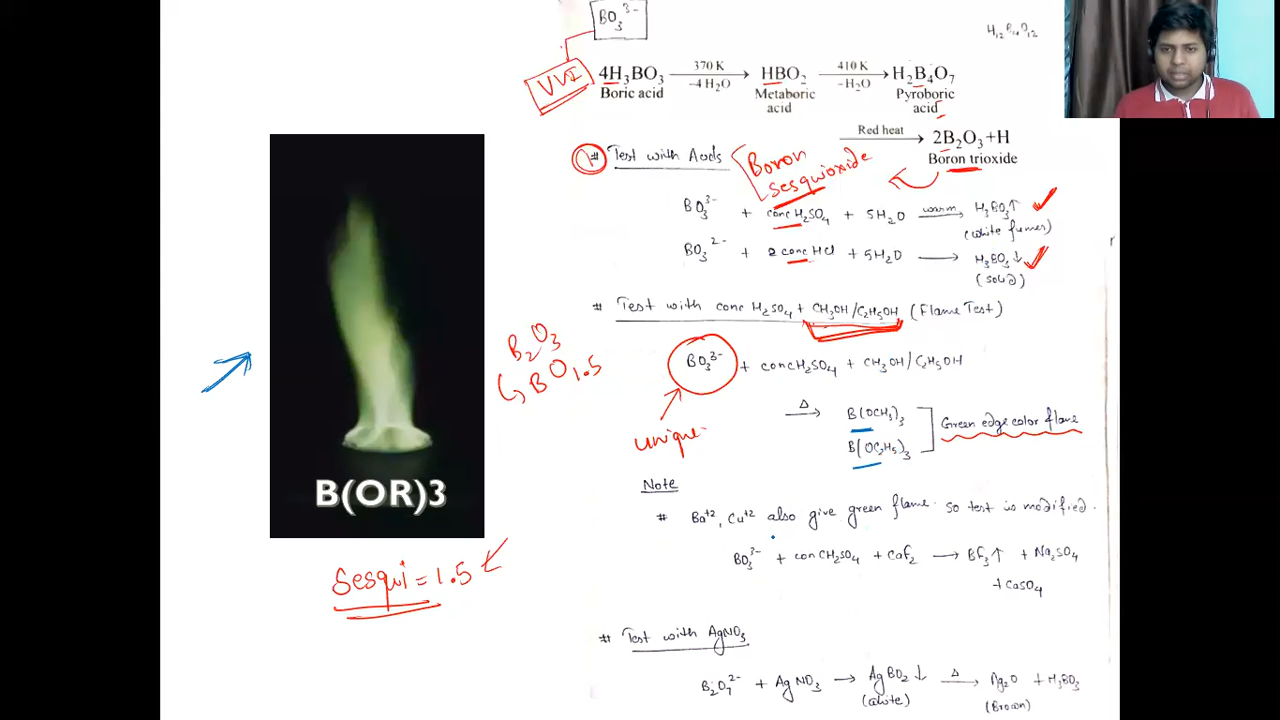 BO₃³⁻
H₁₂B₄O₁₂
VVI
4H₃BO₃ 370 K –4H₂O → HBO₂ 410 K –H₂O → H₂B₄O₇
Boric acid Metaboric acid Pyroboric acid
Red heat → 2B₂O₃+H
Boron trioxide
# Test with Acids
Boron
sesquioxide
BO₃³⁻ + conc H₂SO₄ + 5H₂O warm → H₃BO₃↑
(white fumes)
BO₃²⁻ + 2 conc HCl + 5H₂O → H₃BO₃↓
(solid)
# Test with conc H₂SO₄ + CH₃OH/C₂H₅OH (Flame Test)
B₂O₃
↳ BO1.5
BO₃³⁻ + conc H₂SO₄ + CH₃OH/C₂H₅OH
unique
Δ → B(OCH₃)₃
B(OC₂H₅)₃
Green edge color flame
B(OR)3
Sesqui = 1.5
Note
# Ba⁺², Cu⁺² also give green flame. so test is modified.
BO₃³⁻ + conc H₂SO₄ + CaF₂ → BF₃↑ + Na₂SO₄
+ CaSO₄
# Test with AgNO₃
B₂O₇²⁻ + AgNO₃ → AgBO₂↓ Δ → Ag₂O + H₃BO₃
(white) (Brown)